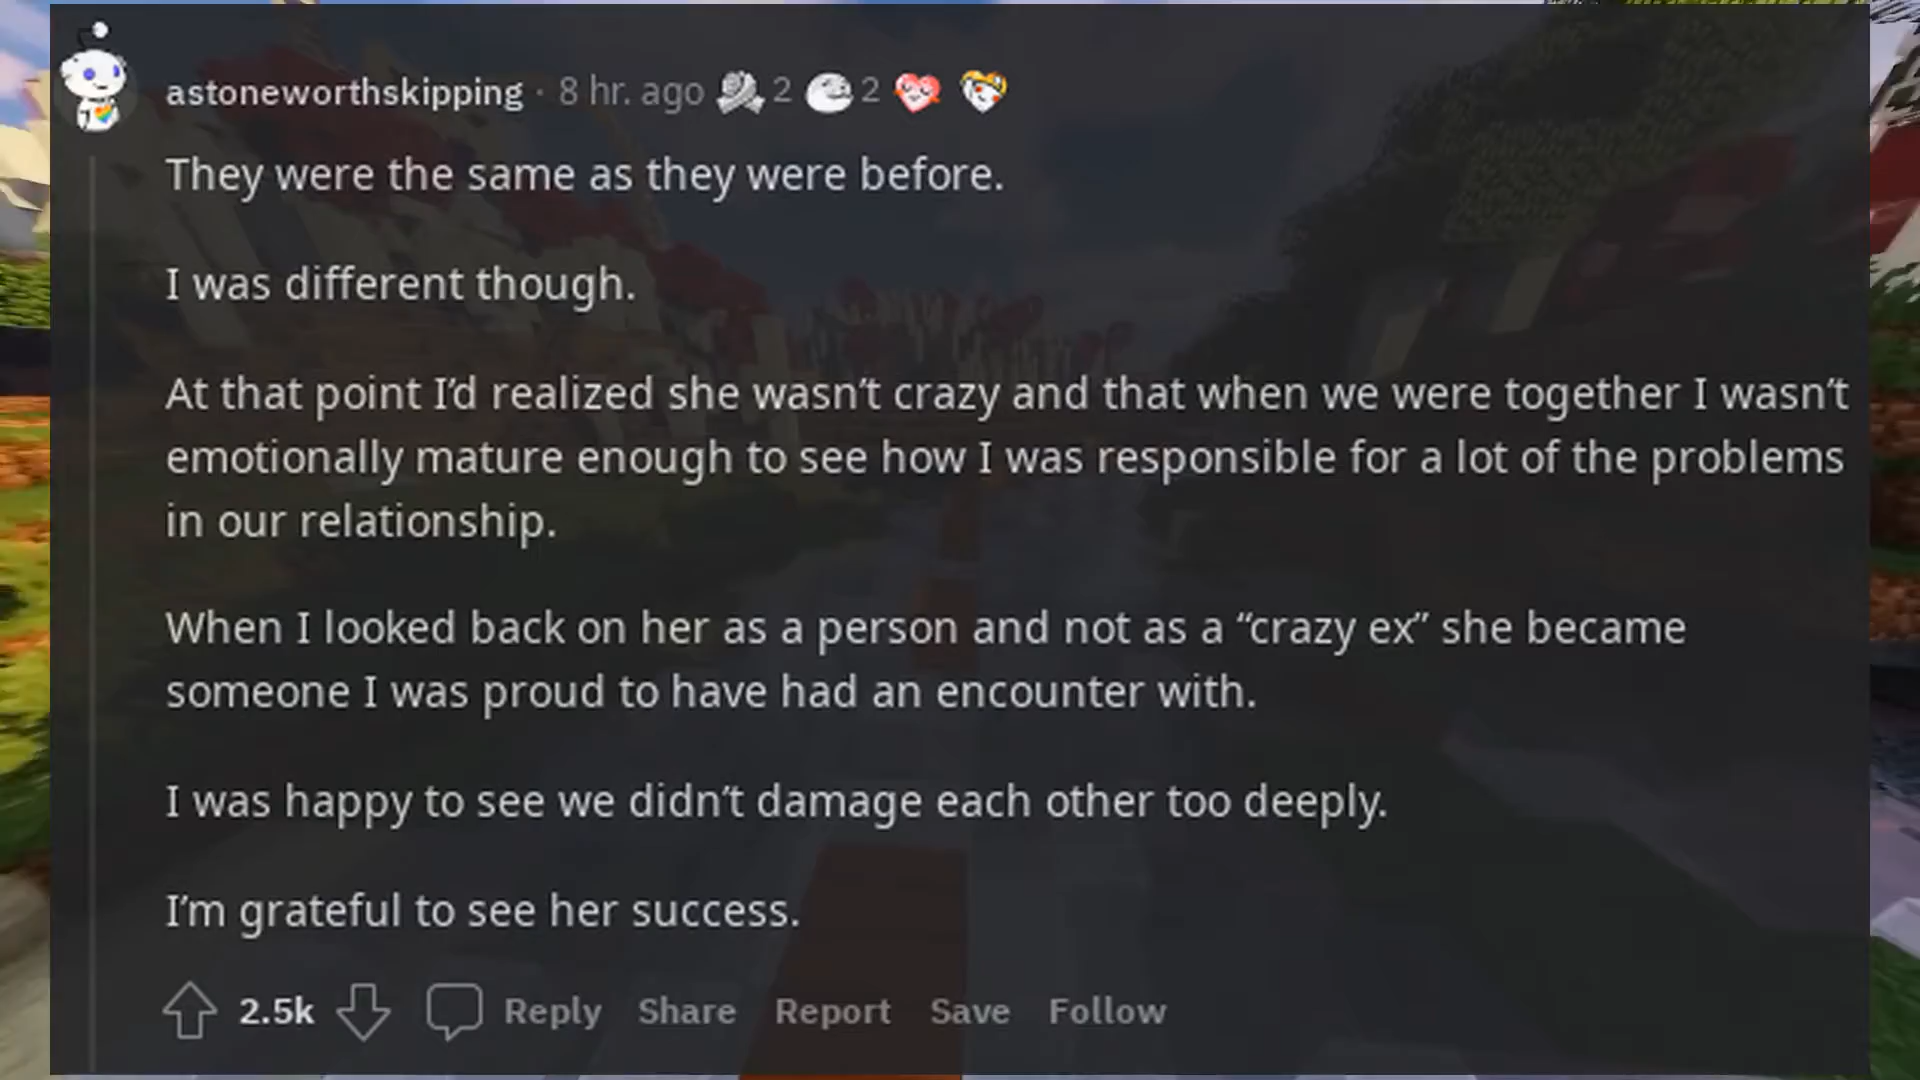 astoneworthskipping · 8 hr. ago 2 2
They were the same as they were before.
I was different though.
At that point I’d realized she wasn’t crazy and that when we were together I wasn’t
emotionally mature enough to see how I was responsible for a lot of the problems
in our relationship.
When I looked back on her as a person and not as a “crazy ex” she became
someone I was proud to have had an encounter with.
I was happy to see we didn’t damage each other too deeply.
I’m grateful to see her success.
2.5k Reply Share Report Save Follow